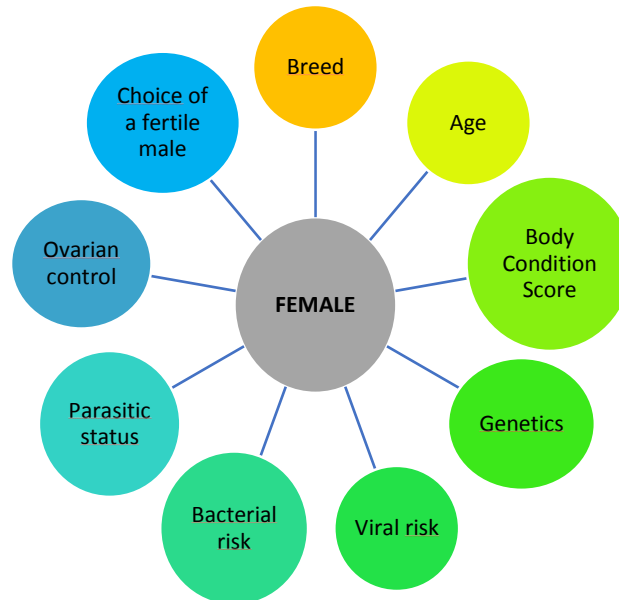 Breed
Age
Body
Condition
Score
Genetics
Viral risk
Bacterial
risk
Parasitic
status
Ovarian
control
Choice of
a fertile
male
FEMALE